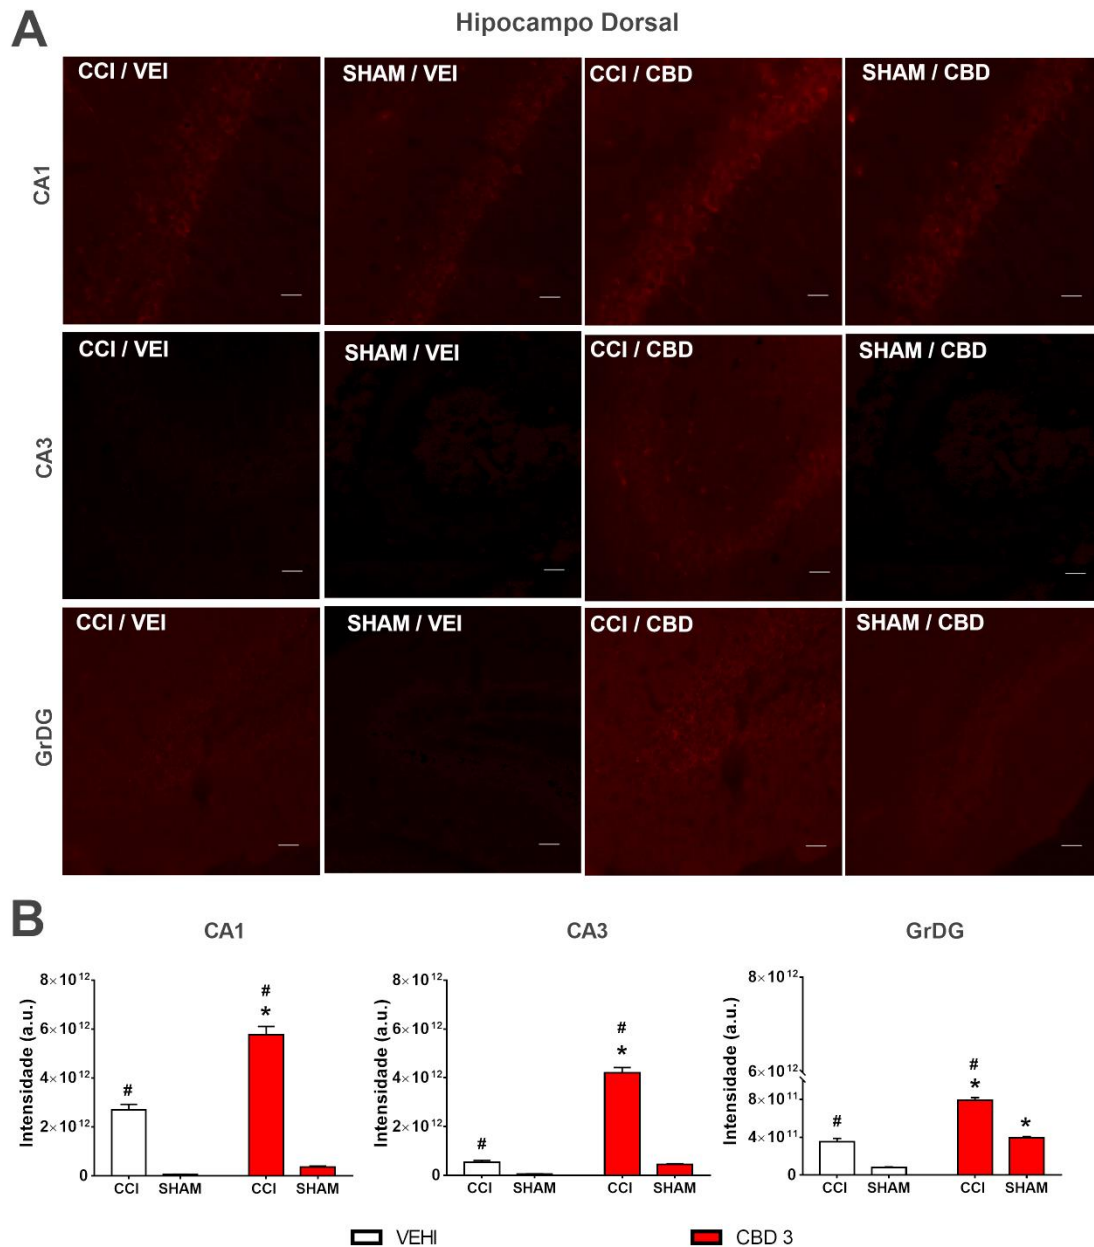 A
Hipocampo Dorsal
CCI / VEI
SHAM / VEI
CCI / CBD
SHAM / CBD
CA1
CCI / VEI
SHAM / VEI
CCI / CBD
SHAM / CBD
CA3
CCI / VEI
SHAM / VEI
CCI / CBD
SHAM / CBD
GrDG
B
CA1
CA3
GrDG
Intensidade (a.u.)
8×10¹²
6×10¹²
4×10¹²
2×10¹²
0
#
#
*
CCI
SHAM
CCI
SHAM
Intensidade (a.u.)
8×10¹²
6×10¹²
4×10¹²
2×10¹²
0
#
#
*
CCI
SHAM
CCI
SHAM
Intensidade (a.u.)
8×10¹²
6×10¹²
8×10¹¹
4×10¹¹
0
#
#
*
*
CCI
SHAM
CCI
SHAM
VEHI
CBD 3